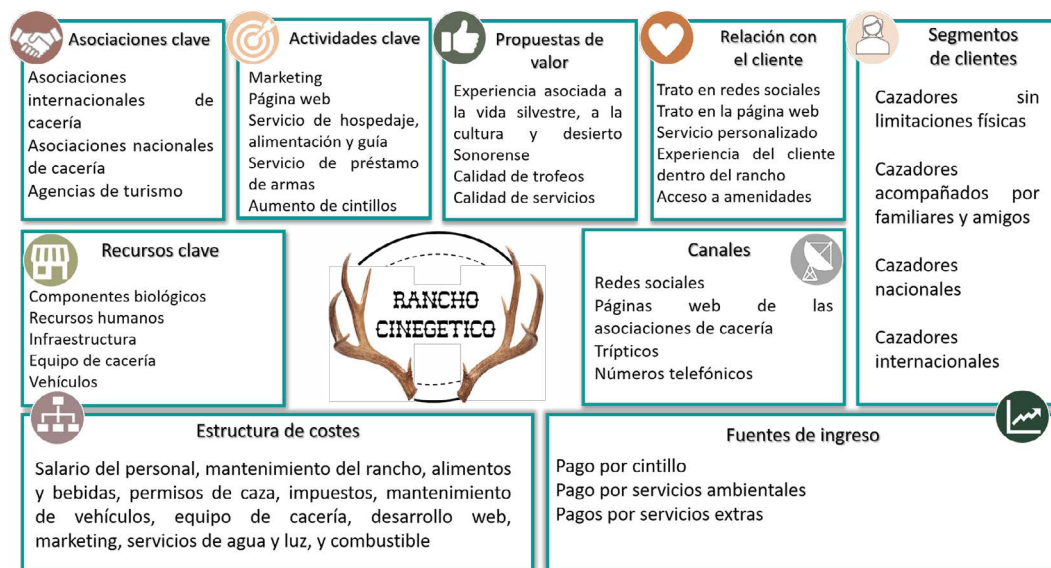 Asociaciones clave
Asociaciones
internacionales de
cacería
Asociaciones nacionales
de cacería
Agencias de turismo
Actividades clave
Marketing
Página web
Servicio de hospedaje,
alimentación y guía
Servicio de préstamo
de armas
Aumento de cintillos
Propuestas de
valor
Experiencia asociada a
la vida silvestre, a la
cultura y desierto
Sonorense
Calidad de trofeos
Calidad de servicios
Relación con
el cliente
Trato en redes sociales
Trato en la página web
Servicio personalizado
Experiencia del cliente
dentro del rancho
Acceso a amenidades
Segmentos
de clientes
Cazadores sin
limitaciones físicas
Cazadores
acompañados por
familiares y amigos
Cazadores
nacionales
Cazadores
internacionales
Recursos clave
Componentes biológicos
Recursos humanos
Infraestructura
Equipo de cacería
Vehículos
RANCHO
CINEGETICO
Canales
Redes sociales
Páginas web de las
asociaciones de cacería
Trípticos
Números telefónicos
Estructura de costes
Salario del personal, mantenimiento del rancho, alimentos
y bebidas, permisos de caza, impuestos, mantenimiento
de vehículos, equipo de cacería, desarrollo web,
marketing, servicios de agua y luz, y combustible
Fuentes de ingreso
Pago por cintillo
Pago por servicios ambientales
Pagos por servicios extras